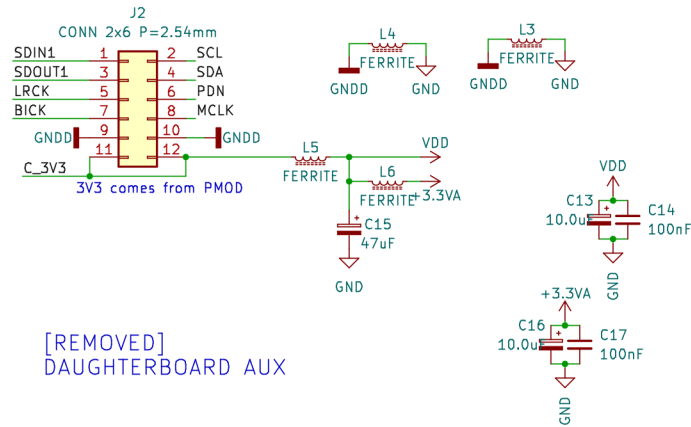 J2
CONN 2x6 P=2.54mm
SDIN1 1 2 SCL
SDOUT1 3 4 SDA
LRCK 5 6 PDN
BICK 7 8 MCLK
GNDD 9 10 GNDD
11 12
C_3V3
3V3 comes from PMOD
L4
FERRITE
GNDD
GND
L3
FERRITE
GNDD
GND
L5
FERRITE
VDD
L6
FERRITE
+3.3VA
+
C15
47uF
GND
VDD
C13
10.0uF
+
C14
100nF
GND
+3.3VA
C16
10.0uF
+
C17
100nF
GND
[REMOVED]
DAUGHTERBOARD AUX